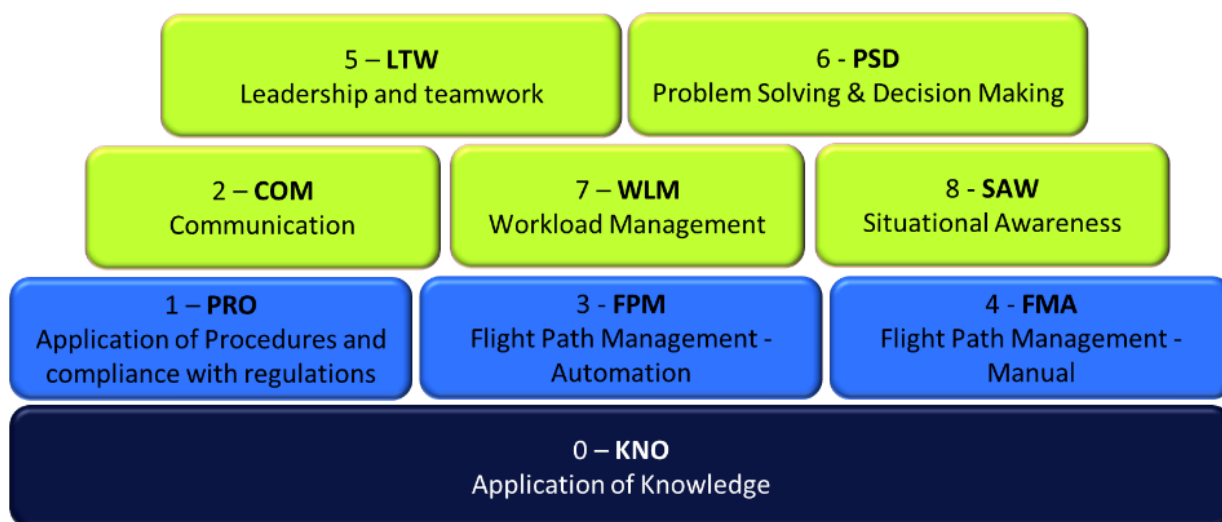 5 – LTW
Leadership and teamwork
6 - PSD
Problem Solving & Decision Making
2 – COM
Communication
7 – WLM
Workload Management
8 - SAW
Situational Awareness
1 – PRO
Application of Procedures and
compliance with regulations
3 - FPM
Flight Path Management -
Automation
4 - FMA
Flight Path Management -
Manual
0 – KNO
Application of Knowledge